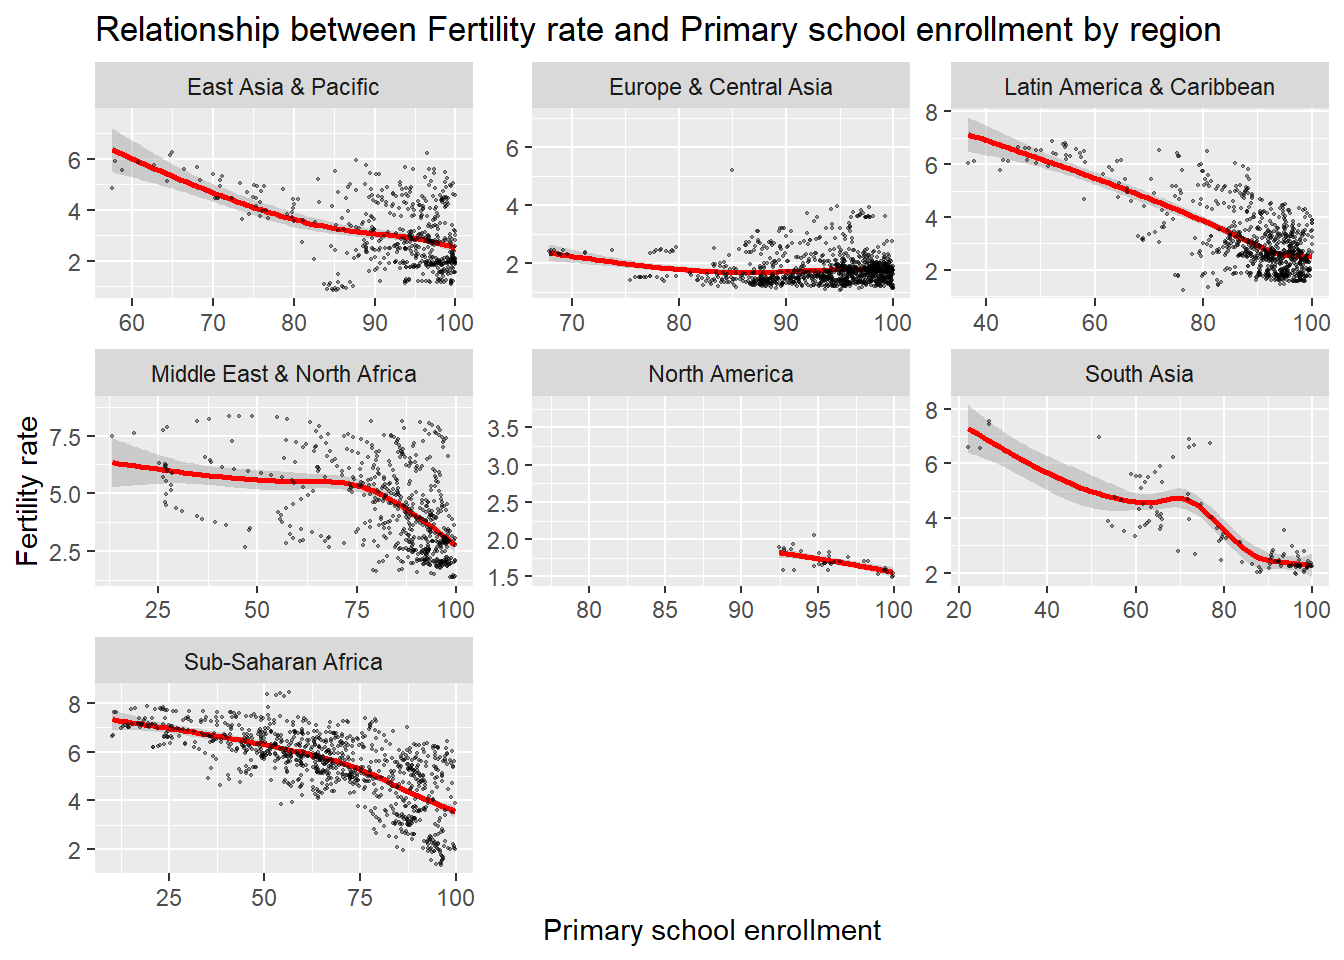 Relationship between Fertility rate and Primary school enrollment by region
East Asia & Pacific
Europe & Central Asia
Latin America & Caribbean
6
4
2
60 70 80 90 100
6
4
2
70 80 90 100
8
6
4
2
40 60 80 100
Middle East & North Africa
North America
South Asia
Fertility rate
7.5
5.0
2.5
25 50 75 100
3.5
3.0
2.5
2.0
1.5
80 85 90 95 100
8
6
4
2
20 40 60 80 100
Sub-Saharan Africa
8
6
4
2
25 50 75 100
Primary school enrollment